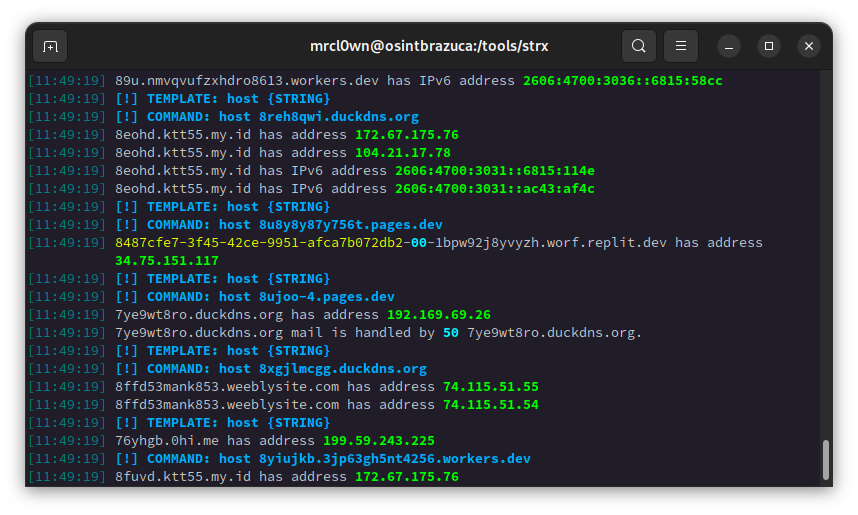 mrcl0wn@osintbrazuca:/tools/strx
[11:49:19] 89u.nmvqvufzxhdro8613.workers.dev has IPv6 address 2606:4700:3036::6815:58cc
[11:49:19] [!] TEMPLATE: host {STRING}
[11:49:19] [!] COMMAND: host 8reh8qwi.duckdns.org
[11:49:19] 8eohd.ktt55.my.id has address 172.67.175.76
[11:49:19] 8eohd.ktt55.my.id has address 104.21.17.78
[11:49:19] 8eohd.ktt55.my.id has IPv6 address 2606:4700:3031::6815:114e
[11:49:19] 8eohd.ktt55.my.id has IPv6 address 2606:4700:3031::ac43:af4c
[11:49:19] [!] TEMPLATE: host {STRING}
[11:49:19] [!] COMMAND: host 8u8y8y87y756t.pages.dev
[11:49:19] 8487cfe7-3f45-42ce-9951-afca7b072db2-00-1bpw92j8yvyzh.worf.replit.dev has address
34.75.151.117
[11:49:19] [!] TEMPLATE: host {STRING}
[11:49:19] [!] COMMAND: host 8ujoo-4.pages.dev
[11:49:19] 7ye9wt8ro.duckdns.org has address 192.169.69.26
[11:49:19] 7ye9wt8ro.duckdns.org mail is handled by 50 7ye9wt8ro.duckdns.org.
[11:49:19] [!] TEMPLATE: host {STRING}
[11:49:19] [!] COMMAND: host 8xgjlmcgg.duckdns.org
[11:49:19] 8ffd53mank853.weeblysite.com has address 74.115.51.55
[11:49:19] 8ffd53mank853.weeblysite.com has address 74.115.51.54
[11:49:19] [!] TEMPLATE: host {STRING}
[11:49:19] 76yhgb.0hi.me has address 199.59.243.225
[11:49:19] [!] COMMAND: host 8yiujkb.3jp63gh5nt4256.workers.dev
[11:49:19] 8fuvd.ktt55.my.id has address 172.67.175.76